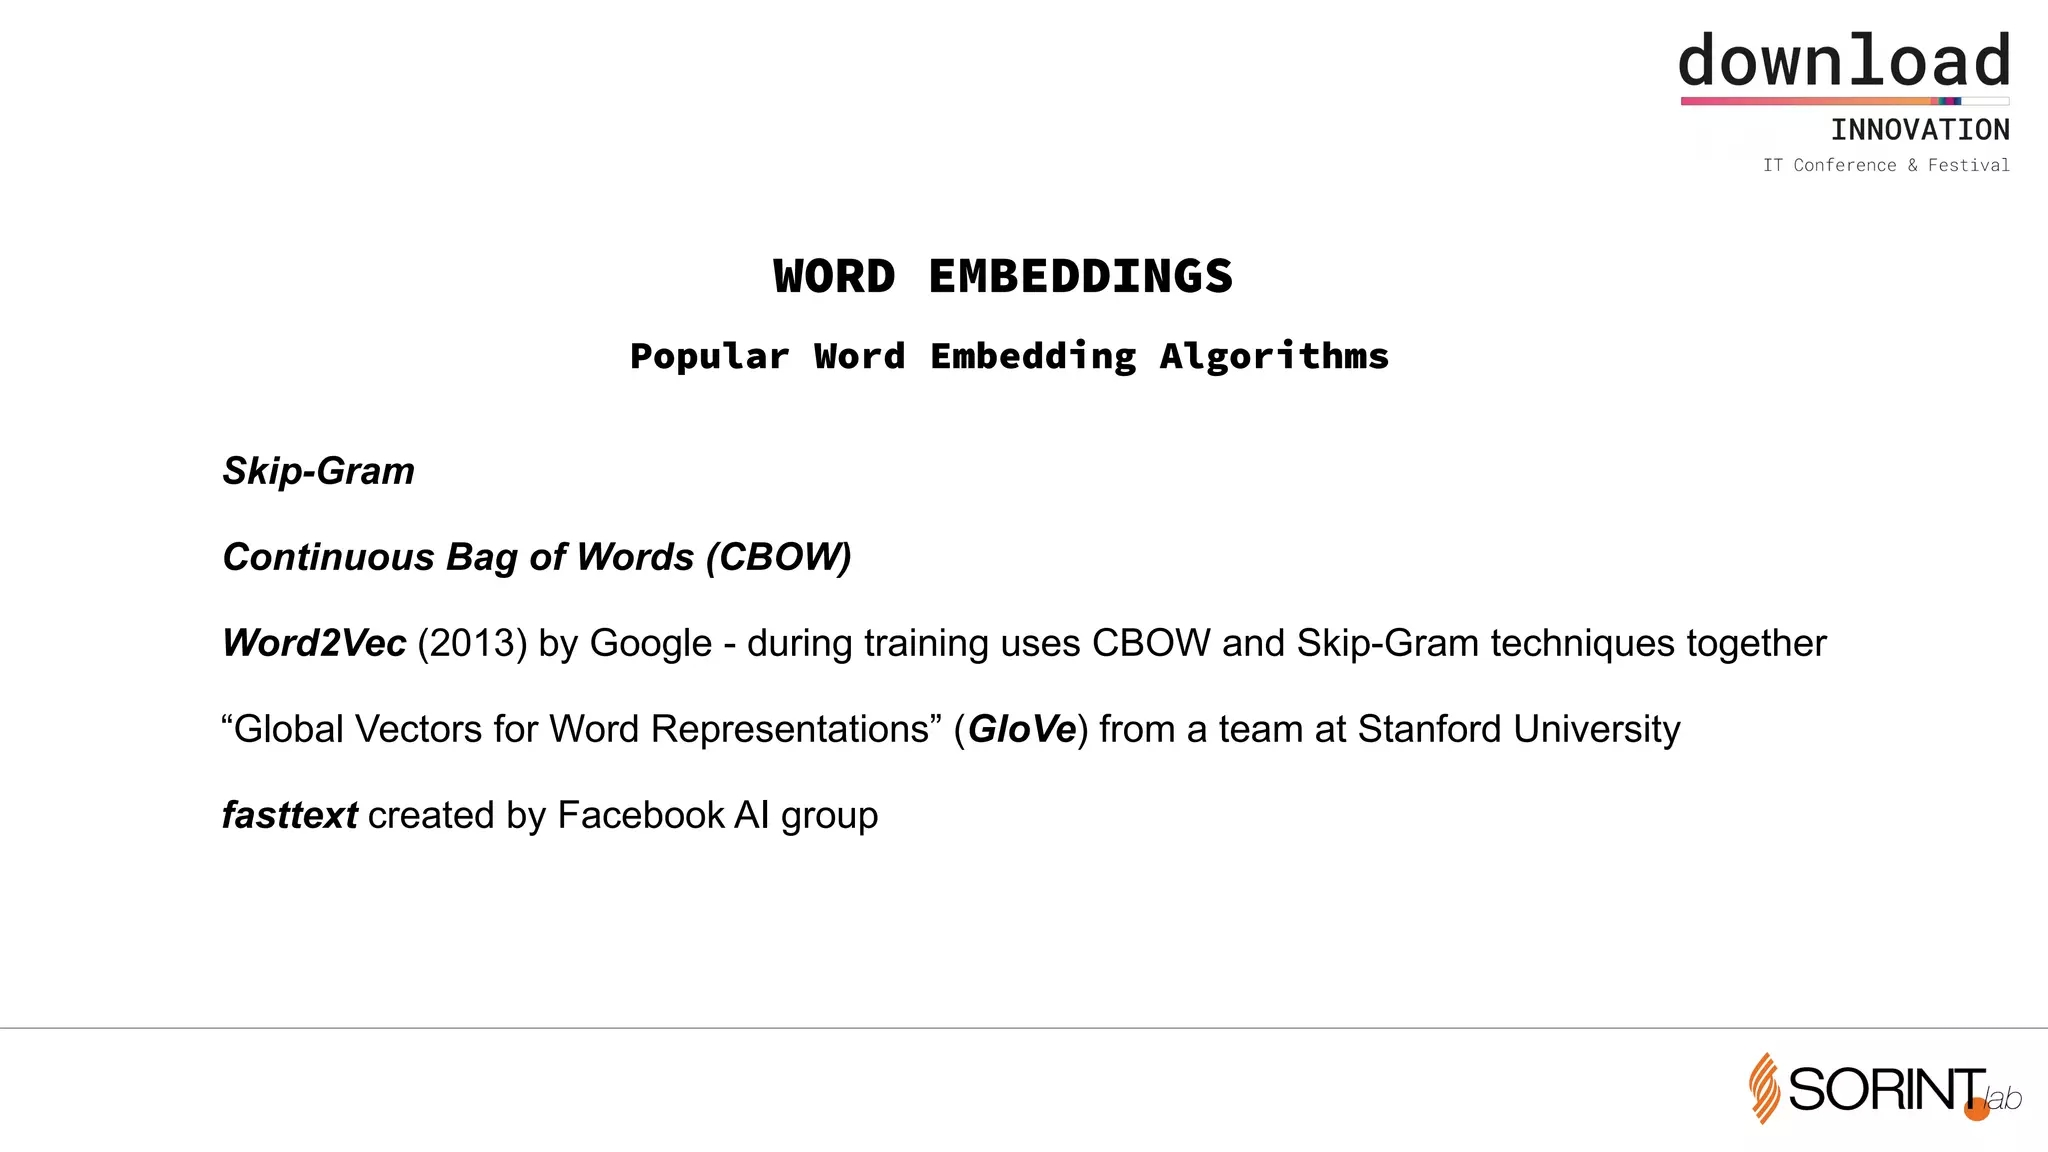 download
INNOVATION
IT Conference & Festival
WORD EMBEDDINGS
Popular Word Embedding Algorithms
Skip-Gram
Continuous Bag of Words (CBOW)
Word2Vec (2013) by Google - during training uses CBOW and Skip-Gram techniques together
“Global Vectors for Word Representations” (GloVe) from a team at Stanford University
fasttext created by Facebook AI group
SORINT.lab